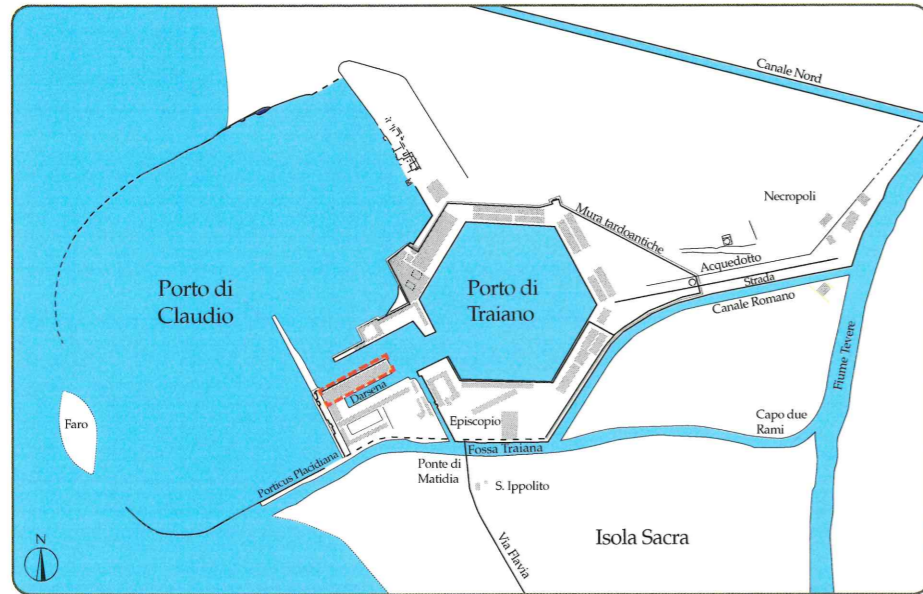 Canale Nord
Necropoli
Mura tardoantiche
Acquedotto
Strada
Canale Romano
Porto di
Claudio
Porto di
Traiano
Fiume Tevere
Darsena
Faro
Episcopio
Capo due
Rami
Fossa Traiana
Porticus Placidiana
Ponte di
Matidia
S. Ippolito
Via Flavia
Isola Sacra
N